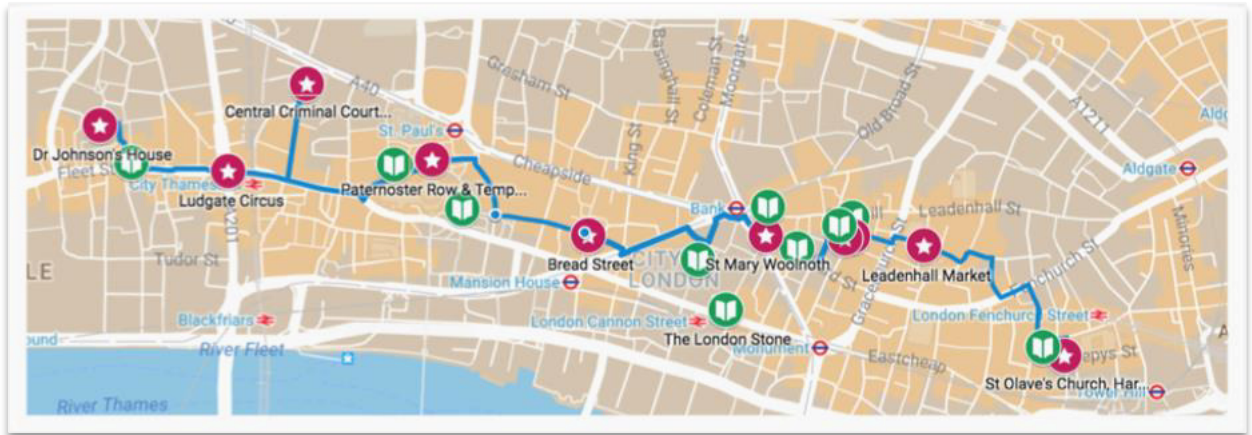 Gresham St
Basinghall St
Coleman St
Moorgate
A40
Old Broad St
A1211
Central Criminal Court...
St. Paul's
King St
Aldg
Dr Johnson's House
Fleet St
City Thames
Ludgate Circus
Paternoster Row & Temp...
Cheapside
Aldgate
A201
Bank
Leadenhall St
Minories
Tudor St
Bread Street
CITY
LONDON
St Mary Woolnoth
Leadenhall Market
Gracechurch St
Fenchurch St
Mansion House
Blackfriars
London Cannon Street
London Fenchurch Street
The London Stone
River Fleet
Monument
Eastcheap
epys St
St Olave's Church, Har...
Tower Hill
River Thames